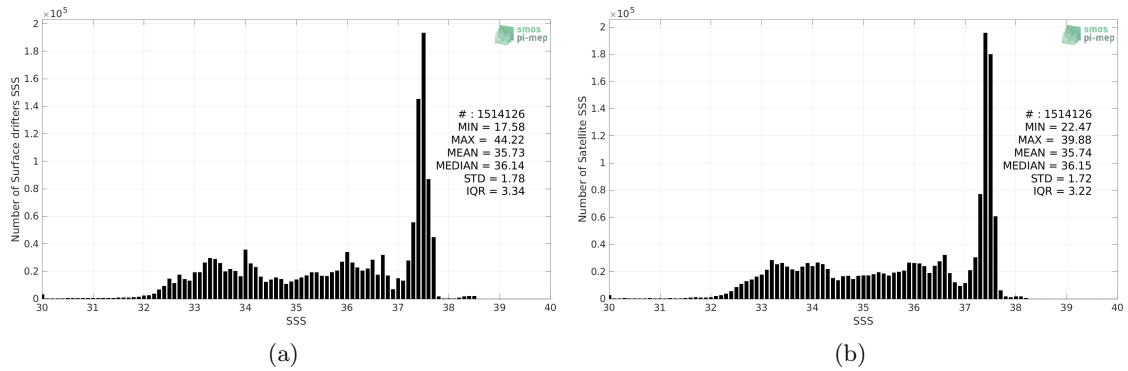 ×10⁵
2
1.8
1.6
1.4
1.2
1
0.8
0.6
0.4
0.2
0
Number of Surface drifters SSS
smos
pi-mep
# : 1514126
MIN = 17.58
MAX = 44.22
MEAN = 35.73
MEDIAN = 36.14
STD = 1.78
IQR = 3.34
30 31 32 33 34 35 36 37 38 39 40
SSS
(a)
×10⁵
2
1.8
1.6
1.4
1.2
1
0.8
0.6
0.4
0.2
0
Number of Satellite SSS
smos
pi-mep
# : 1514126
MIN = 22.47
MAX = 39.88
MEAN = 35.74
MEDIAN = 36.15
STD = 1.72
IQR = 3.22
30 31 32 33 34 35 36 37 38 39 40
SSS
(b)